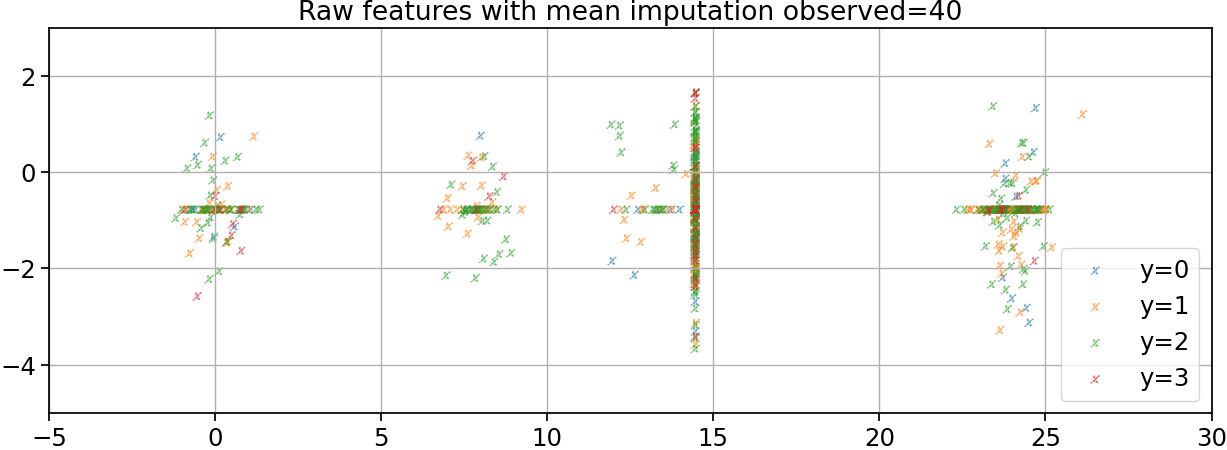 Raw features with mean imputation observed=40
2
0
−2
−4
−5
0
5
10
15
20
25
30
y=0
y=1
y=2
y=3